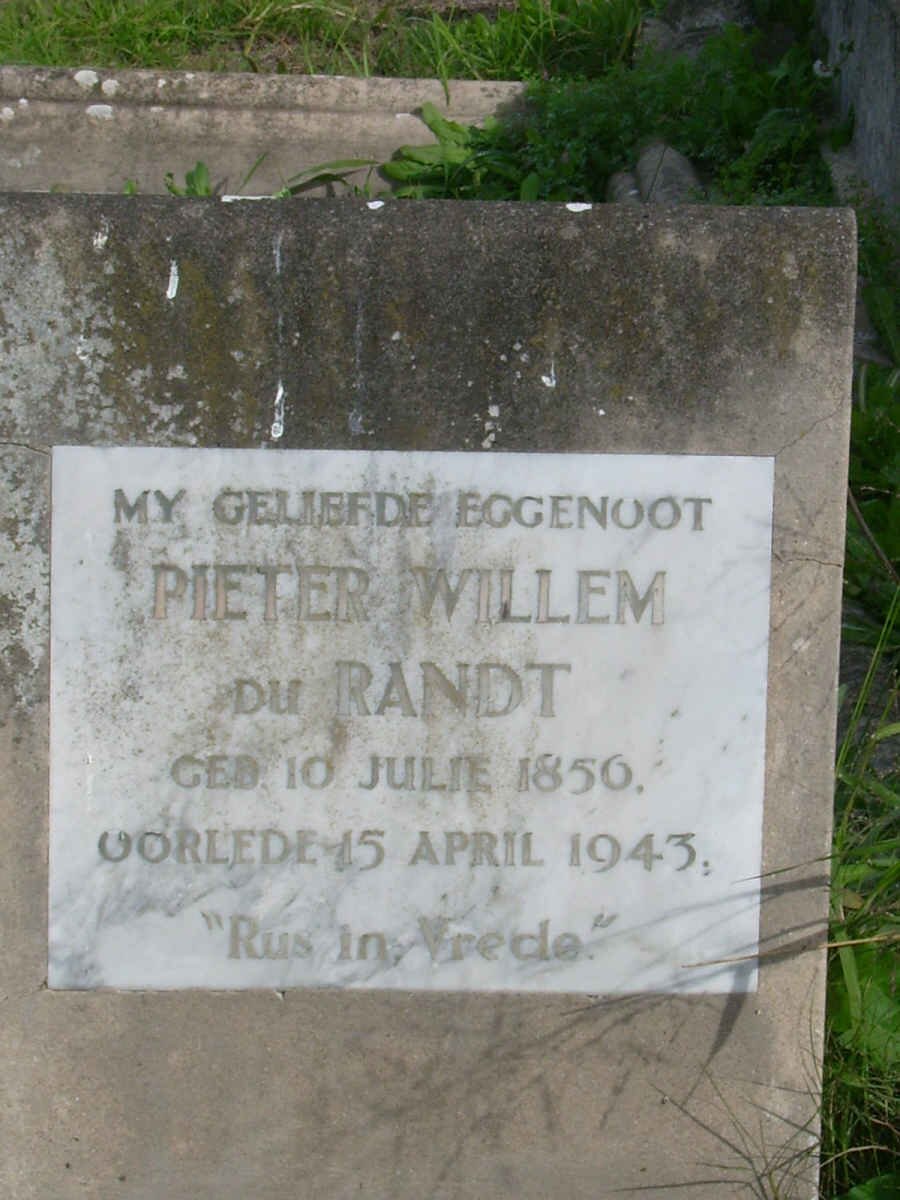 MY GELIEFDE EGGENOOT
PIETER WILLEM
DU RANDT
GEB. 10 JULIE 1856.
OORLEDE 15 APRIL 1943.
"Rus in Vrede."